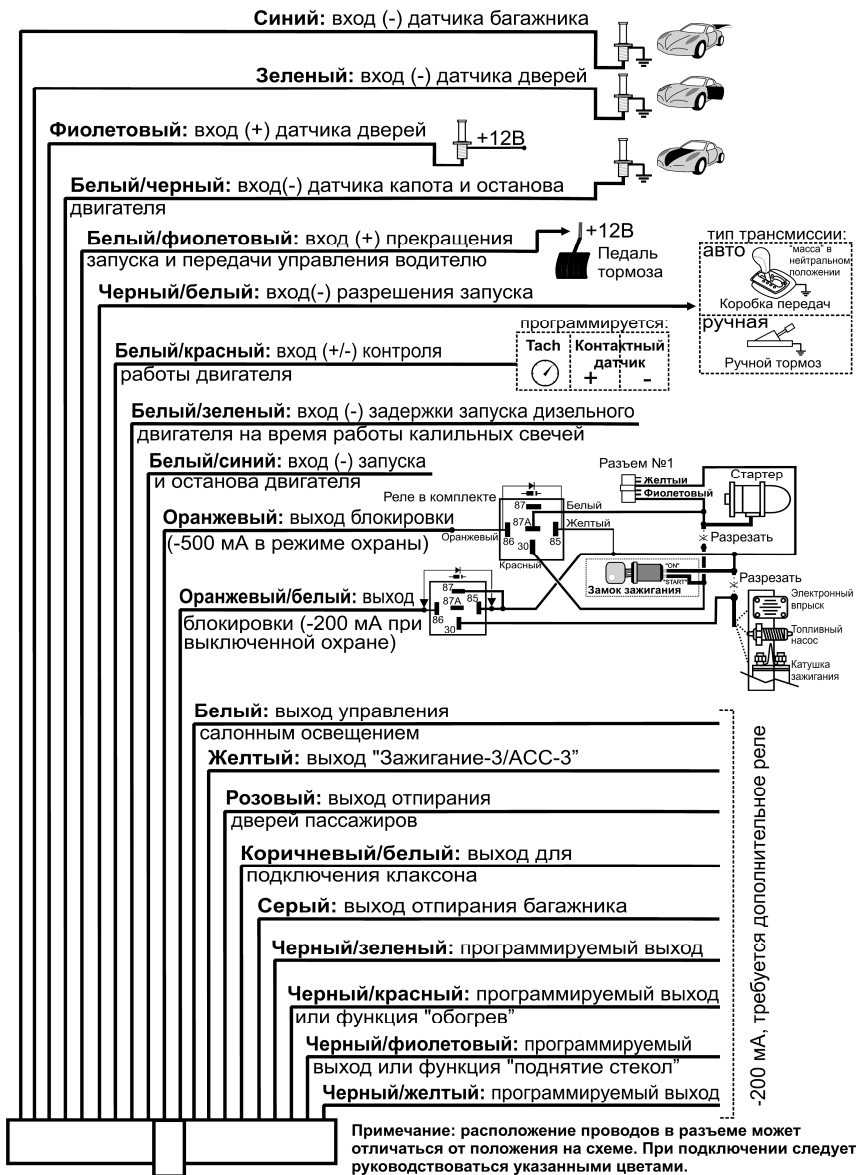 Синий: вход (-) датчика багажника
Зеленый: вход (-) датчика дверей
Фиолетовый: вход (+) датчика дверей
+12В
Белый/черный: вход(-) датчика капота и останова
двигателя
Белый/фиолетовый: вход (+) прекращения
запуска и передачи управления водителю
+12В
Педаль
тормоза
тип трансмиссии:
авто
"масса" в
нейтральном
положении
Коробка передач
ручная
Ручной тормоз
Черный/белый: вход(-) разрешения запуска
программируется:
Tach
Контактный
датчик
+ -
Белый/красный: вход (+/-) контроля
работы двигателя
Белый/зеленый: вход (-) задержки запуска дизельного
двигателя на время работы калильных свечей
Белый/синий: вход (-) запуска
и останова двигателя
Разъем №1
Желтый
Фиолетовый
Стартер
Реле в комплекте
87
87A
86
30
85
Белый
Желтый
Оранжевый
Красный
Разрезать
Оранжевый: выход блокировки
(-500 мА в режиме охраны)
"ON"
"START"
Замок зажигания
Разрезать
Электронный
впрыск
Топливный
насос
Катушка
зажигания
Оранжевый/белый: выход
блокировки (-200 мА при
выключенной охране)
87
87A
85
86
30
Белый: выход управления
салонным освещением
Желтый: выход "Зажигание-3/ACC-3”
Розовый: выход отпирания
дверей пассажиров
Коричневый/белый: выход для
подключения клаксона
Серый: выход отпирания багажника
Черный/зеленый: программируемый выход
Черный/красный: программируемый выход
или функция "обогрев”
Черный/фиолетовый: программируемый
выход или функция "поднятие стекол”
Черный/желтый: программируемый выход
-200 мА, требуется дополнительное реле
Примечание: расположение проводов в разъеме может
отличаться от положения на схеме. При подключении следует
руководствоваться указанными цветами.